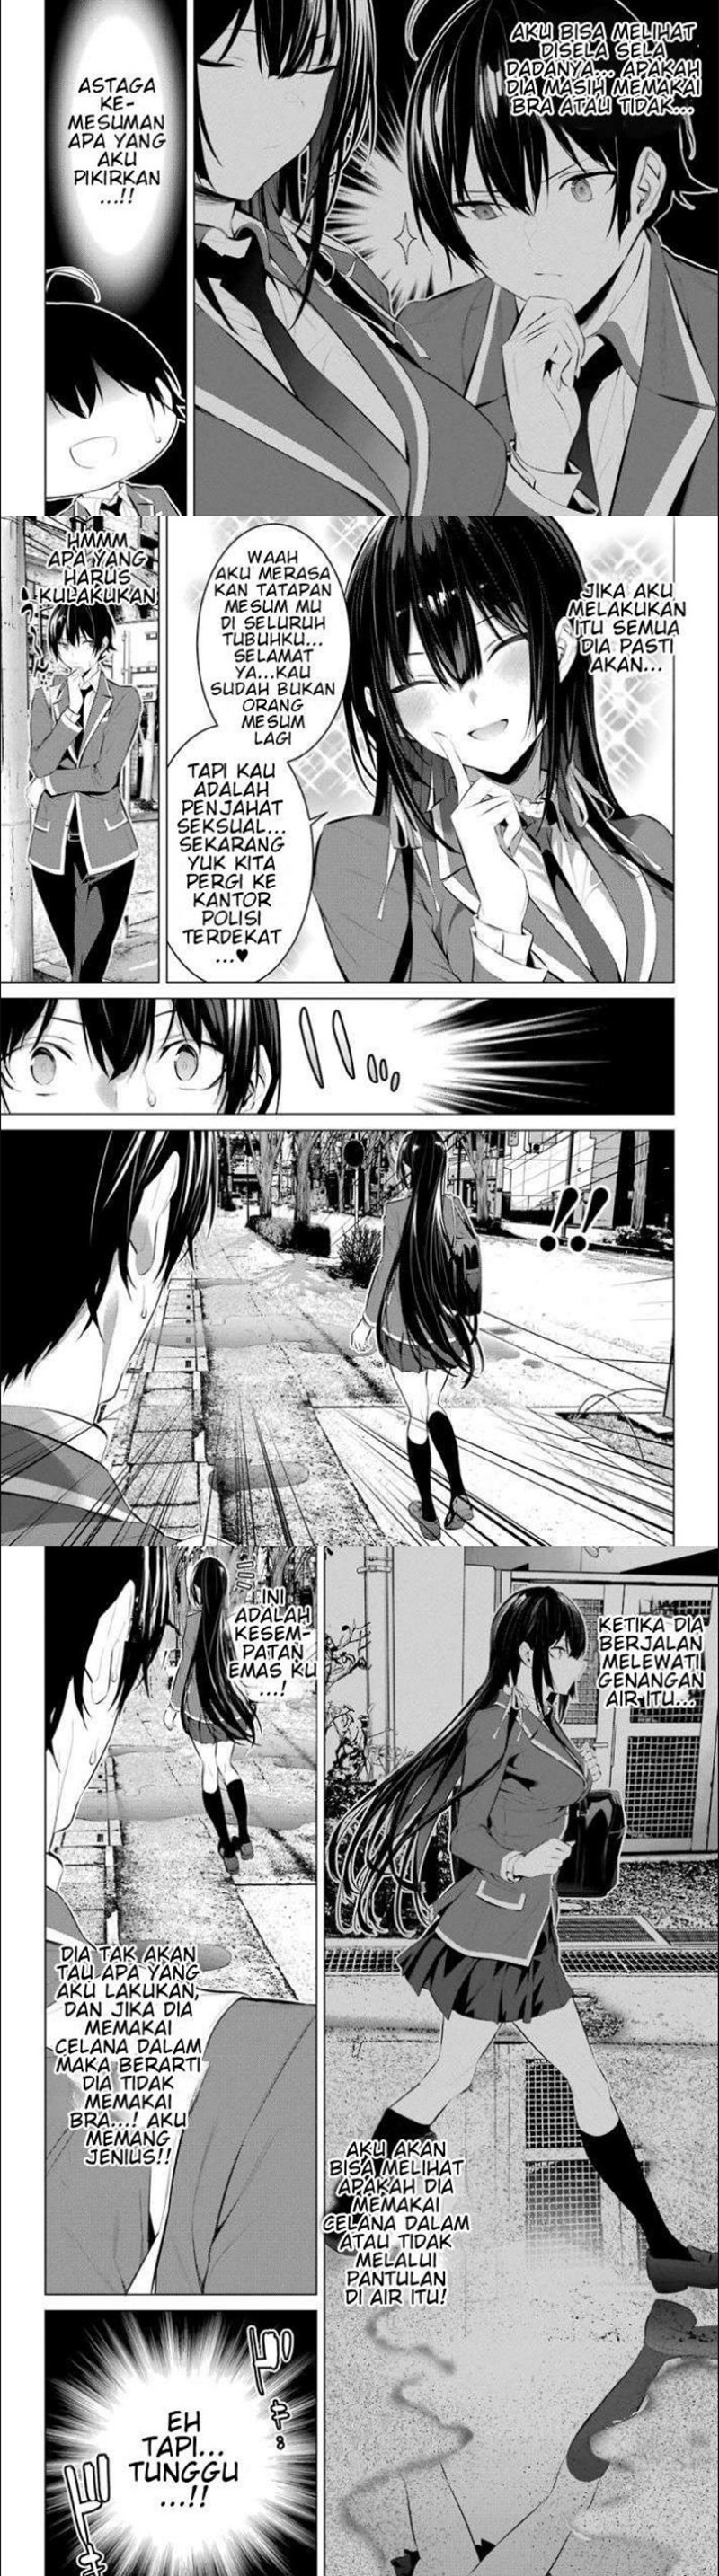 AKU BISA MELIHAT
DISELA SELA
DADANYA... APAKAH
DIA MASIH MEMAKAI
BRA ATAU TIDAK...
ASTAGA
KE-
MESUMAN
APA YANG
AKU
PIKIRKAN
...!!
JIKA AKU
MELAKUKAN
ITU SEMUA
DIA PASTI
AKAN...
WAAH
AKU MERASA
KAN TATAPAN
MESUM MU
DI SELLURUH
TUBUHKU...
SELAMAT
YA...KAU
SUDAH BUKAN
ORANG
MESUM
LAGI
TAPI KAU
ADALAH
PENJAHAT
SEKSUAL...
SEKARANG
YUK KITA
PERGI KE
KANTOR
POLISI
TERDEKAT
...♥
HMMM
APA YANG
HARUS
KULAKUKAN
!!
KETIKA DIA
BERJALAN
MELEWATI
GENANGAN
AIR ITU...
AKU AKAN
BISA MELIHAT
APAKAH DIA
MEMAKAI
CELANA DALAM
ATAU TIDAK
MELALUI
PANTULAN
DI AIR ITU!
INI
ADALAH
KESEM-
PATAN
EMAS KU
...!
DIA TAK AKAN
TAU APA YANG
AKU LAKUKAN,
DAN JIKA DIA
MEMAKAI
CELANA DALAM
MAKA BERARTI
DIA TIDAK
MEMAKAI
BRA...! AKU
MEMANG
JENIUS!!
ドキ
EH
TAPI...
TUNGGU
...!!
ドキ